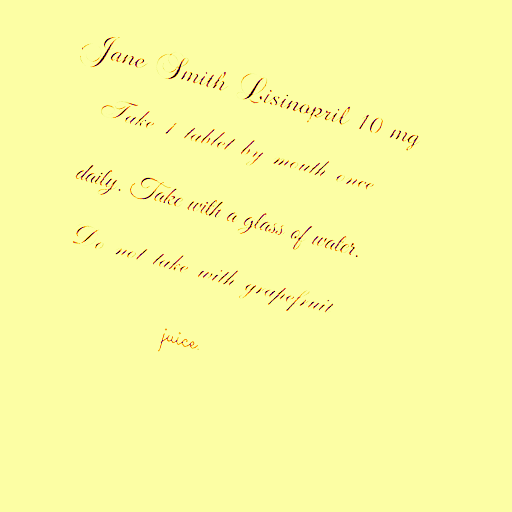 Jane Smith Lisinopril 10 mg
Take 1 tablet by mouth once
daily. Take with a glass of water.
Do not take with grapefruit
juice.